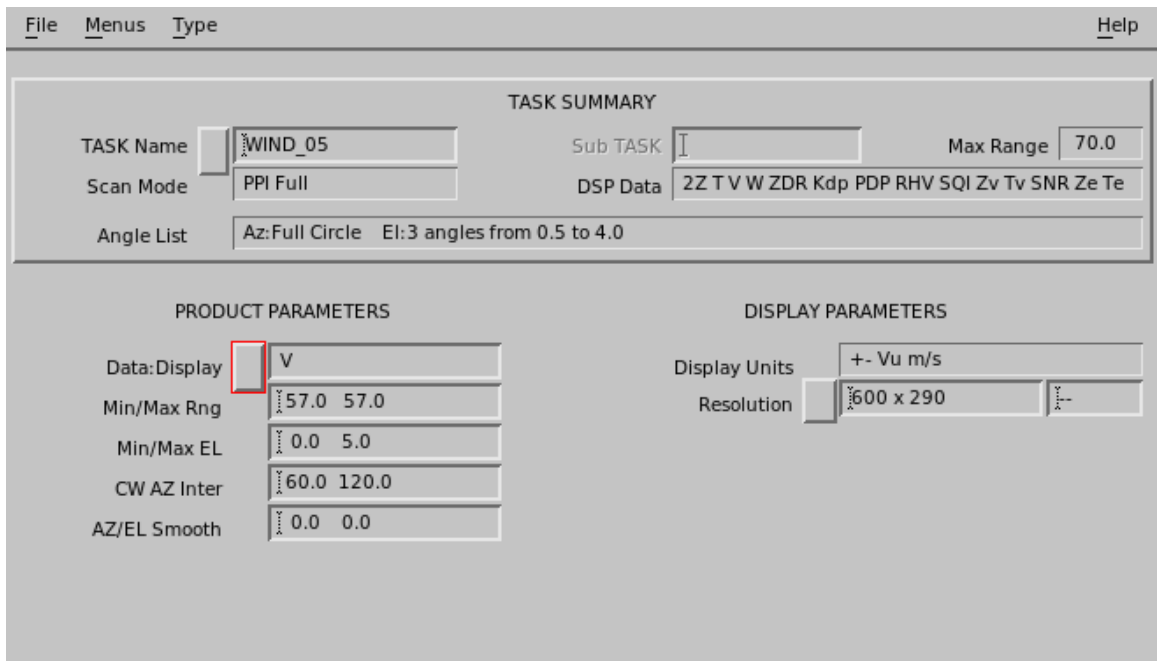 File Menus Type Help
TASK SUMMARY
TASK Name WIND_05 Sub TASK Max Range 70.0
Scan Mode PPI Full DSP Data 2Z T V W ZDR Kdp PDP RHV SQI Zv Tv SNR Ze Te
Angle List Az:Full Circle El:3 angles from 0.5 to 4.0
PRODUCT PARAMETERS DISPLAY PARAMETERS
Data:Display V Display Units +- Vu m/s
Min/Max Rng 57.0 57.0 Resolution 600 x 290 --
Min/Max EL 0.0 5.0
CW AZ Inter 60.0 120.0
AZ/EL Smooth 0.0 0.0